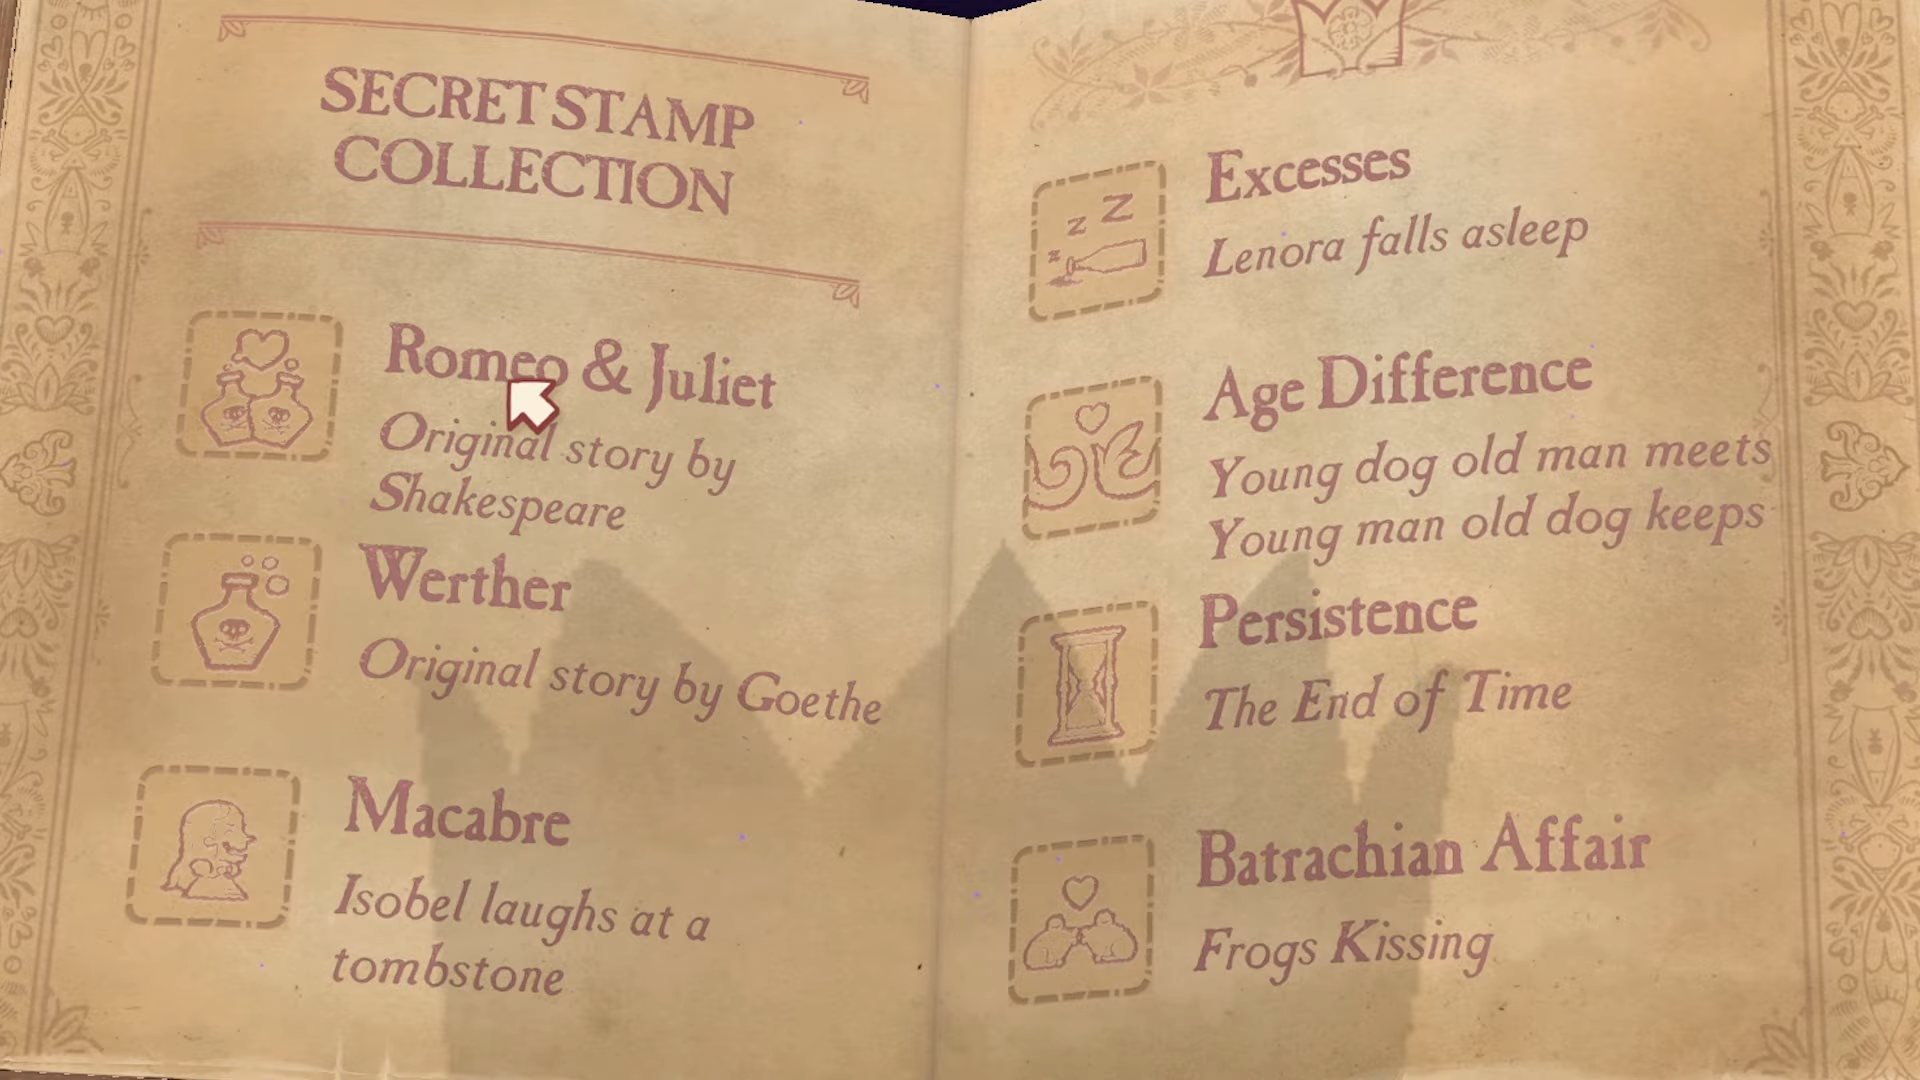 SECRET STAMP
COLLECTION
Romeo & Juliet
Original story by
Shakespeare
Werther
Original story by Goethe
Macabre
Isobel laughs at a
tombstone
Excesses
z z Z
Lenora falls asleep
Age Difference
Young dog old man meets
Young man old dog keeps
Persistence
The End of Time
Batrachian Affair
Frogs Kissing